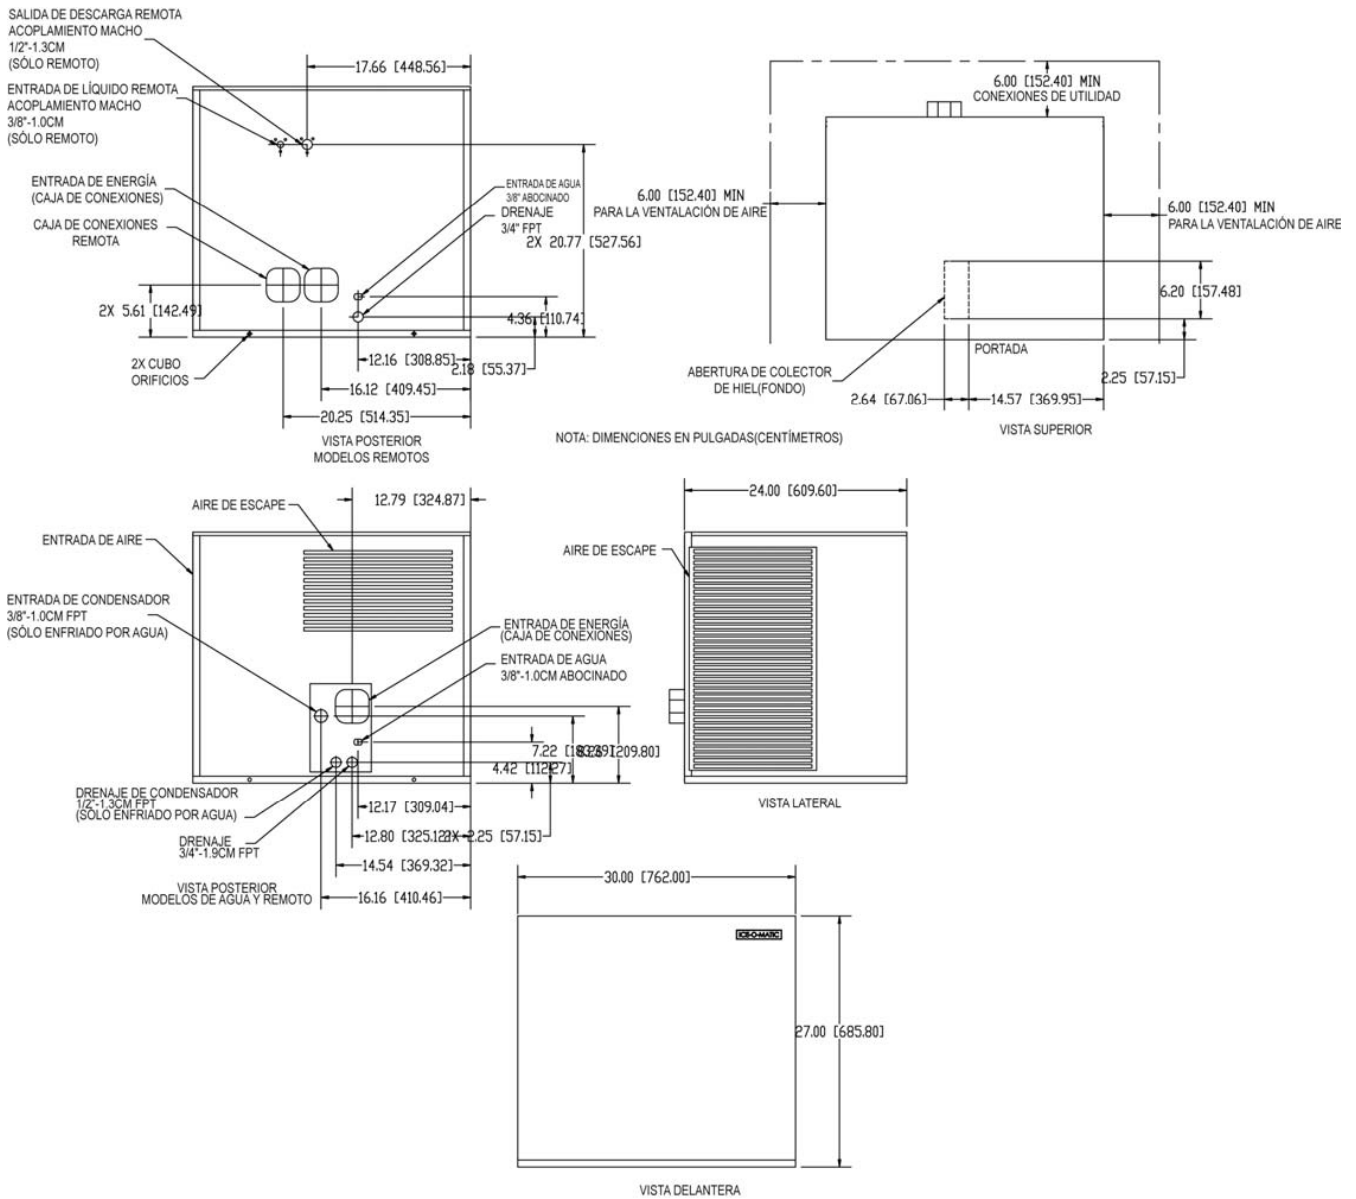 SALIDA DE DESCARGA REMOTA
ACOPLAMIENTO MACHO
1/2"-1.3CM
(SÓLO REMOTO)
ENTRADA DE LÍQUIDO REMOTA
ACOPLAMIENTO MACHO
3/8"-1.0CM
(SÓLO REMOTO)
17.66 [448.56]
ENTRADA DE ENERGÍA
(CAJA DE CONEXIONES)
CAJA DE CONEXIONES
REMOTA
ENTRADA DE AGUA
3/8" ABOCINADO
DRENAJE
3/4" FPT
2X 20.77 [527.56]
2X 5.61 [142.49]
4.36 [110.74]
2X CUBO
ORIFICIOS
12.16 [308.85]
2.18 [55.37]
16.12 [409.45]
20.25 [514.35]
VISTA POSTERIOR
MODELOS REMOTOS
6.00 [152.40] MIN
CONEXIONES DE UTILIDAD
6.00 [152.40] MIN
PARA LA VENTALACIÓN DE AIRE
6.00 [152.40] MIN
PARA LA VENTALACIÓN DE AIRE
6.20 [157.48]
PORTADA
ABERTURA DE COLECTOR
DE HIEL(FONDO)
2.25 [57.15]
2.64 [67.06]
14.57 [369.95]
VISTA SUPERIOR
NOTA: DIMENCIONES EN PULGADAS(CENTÍMETROS)
12.79 [324.87]
AIRE DE ESCAPE
ENTRADA DE AIRE
ENTRADA DE CONDENSADOR
3/8"-1.0CM FPT
(SÓLO ENFRIADO POR AGUA)
ENTRADA DE ENERGÍA
(CAJA DE CONEXIONES)
ENTRADA DE AGUA
3/8"-1.0CM ABOCINADO
7.22
[209.80]
4.42 [112.27]
DRENAJE DE CONDENSADOR
1/2"-1.3CM FPT
(SÓLO ENFRIADO POR AGUA)
12.17 [309.04]
12.80 [325.12]
2X 2.25 [57.15]
DRENAJE
3/4"-1.9CM FPT
14.54 [369.32]
VISTA POSTERIOR
MODELOS DE AGUA Y REMOTO
16.16 [410.46]
24.00 [609.60]
AIRE DE ESCAPE
VISTA LATERAL
30.00 [762.00]
ICE-O-MATIC
27.00 [685.80]
VISTA DELANTERA